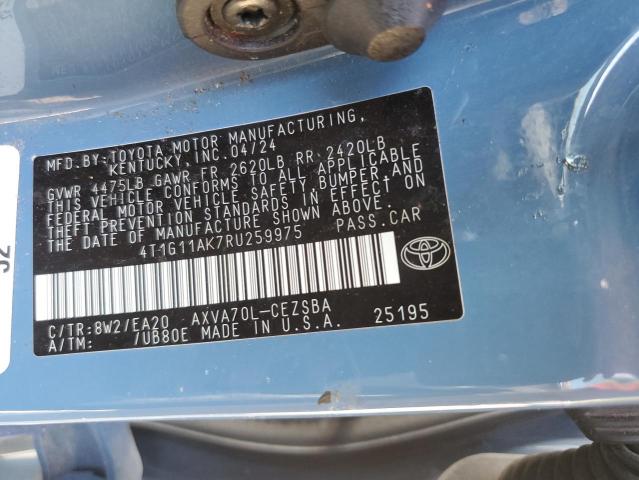 MFD.BY:TOYOTA MOTOR MANUFACTURING,
KENTUCKY, INC.04/24
GVWR 4475LB GAWR FR 2620LB RR 2420LB
THIS VEHICLE CONFORMS TO ALL APPLICABLE
FEDERAL MOTOR VEHICLE SAFETY, BUMPER,AND
THEFT PREVENTION STANDARDS IN EFFECT ON
THE DATE OF MANUFACTURE SHOWN ABOVE.
4T1G11AK7RU259975 PASS.CAR
C/TR:8W2/EA20 AXVA70L-CEZSBA
A/TM: /UB80E MADE IN U.S.A. 25195